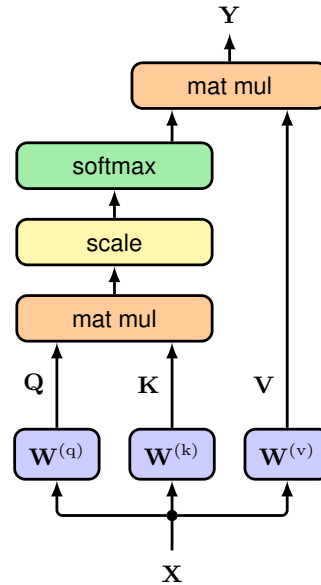 Y
mat mul
softmax
scale
mat mul
Q K V
W(q) W(k) W(v)
X